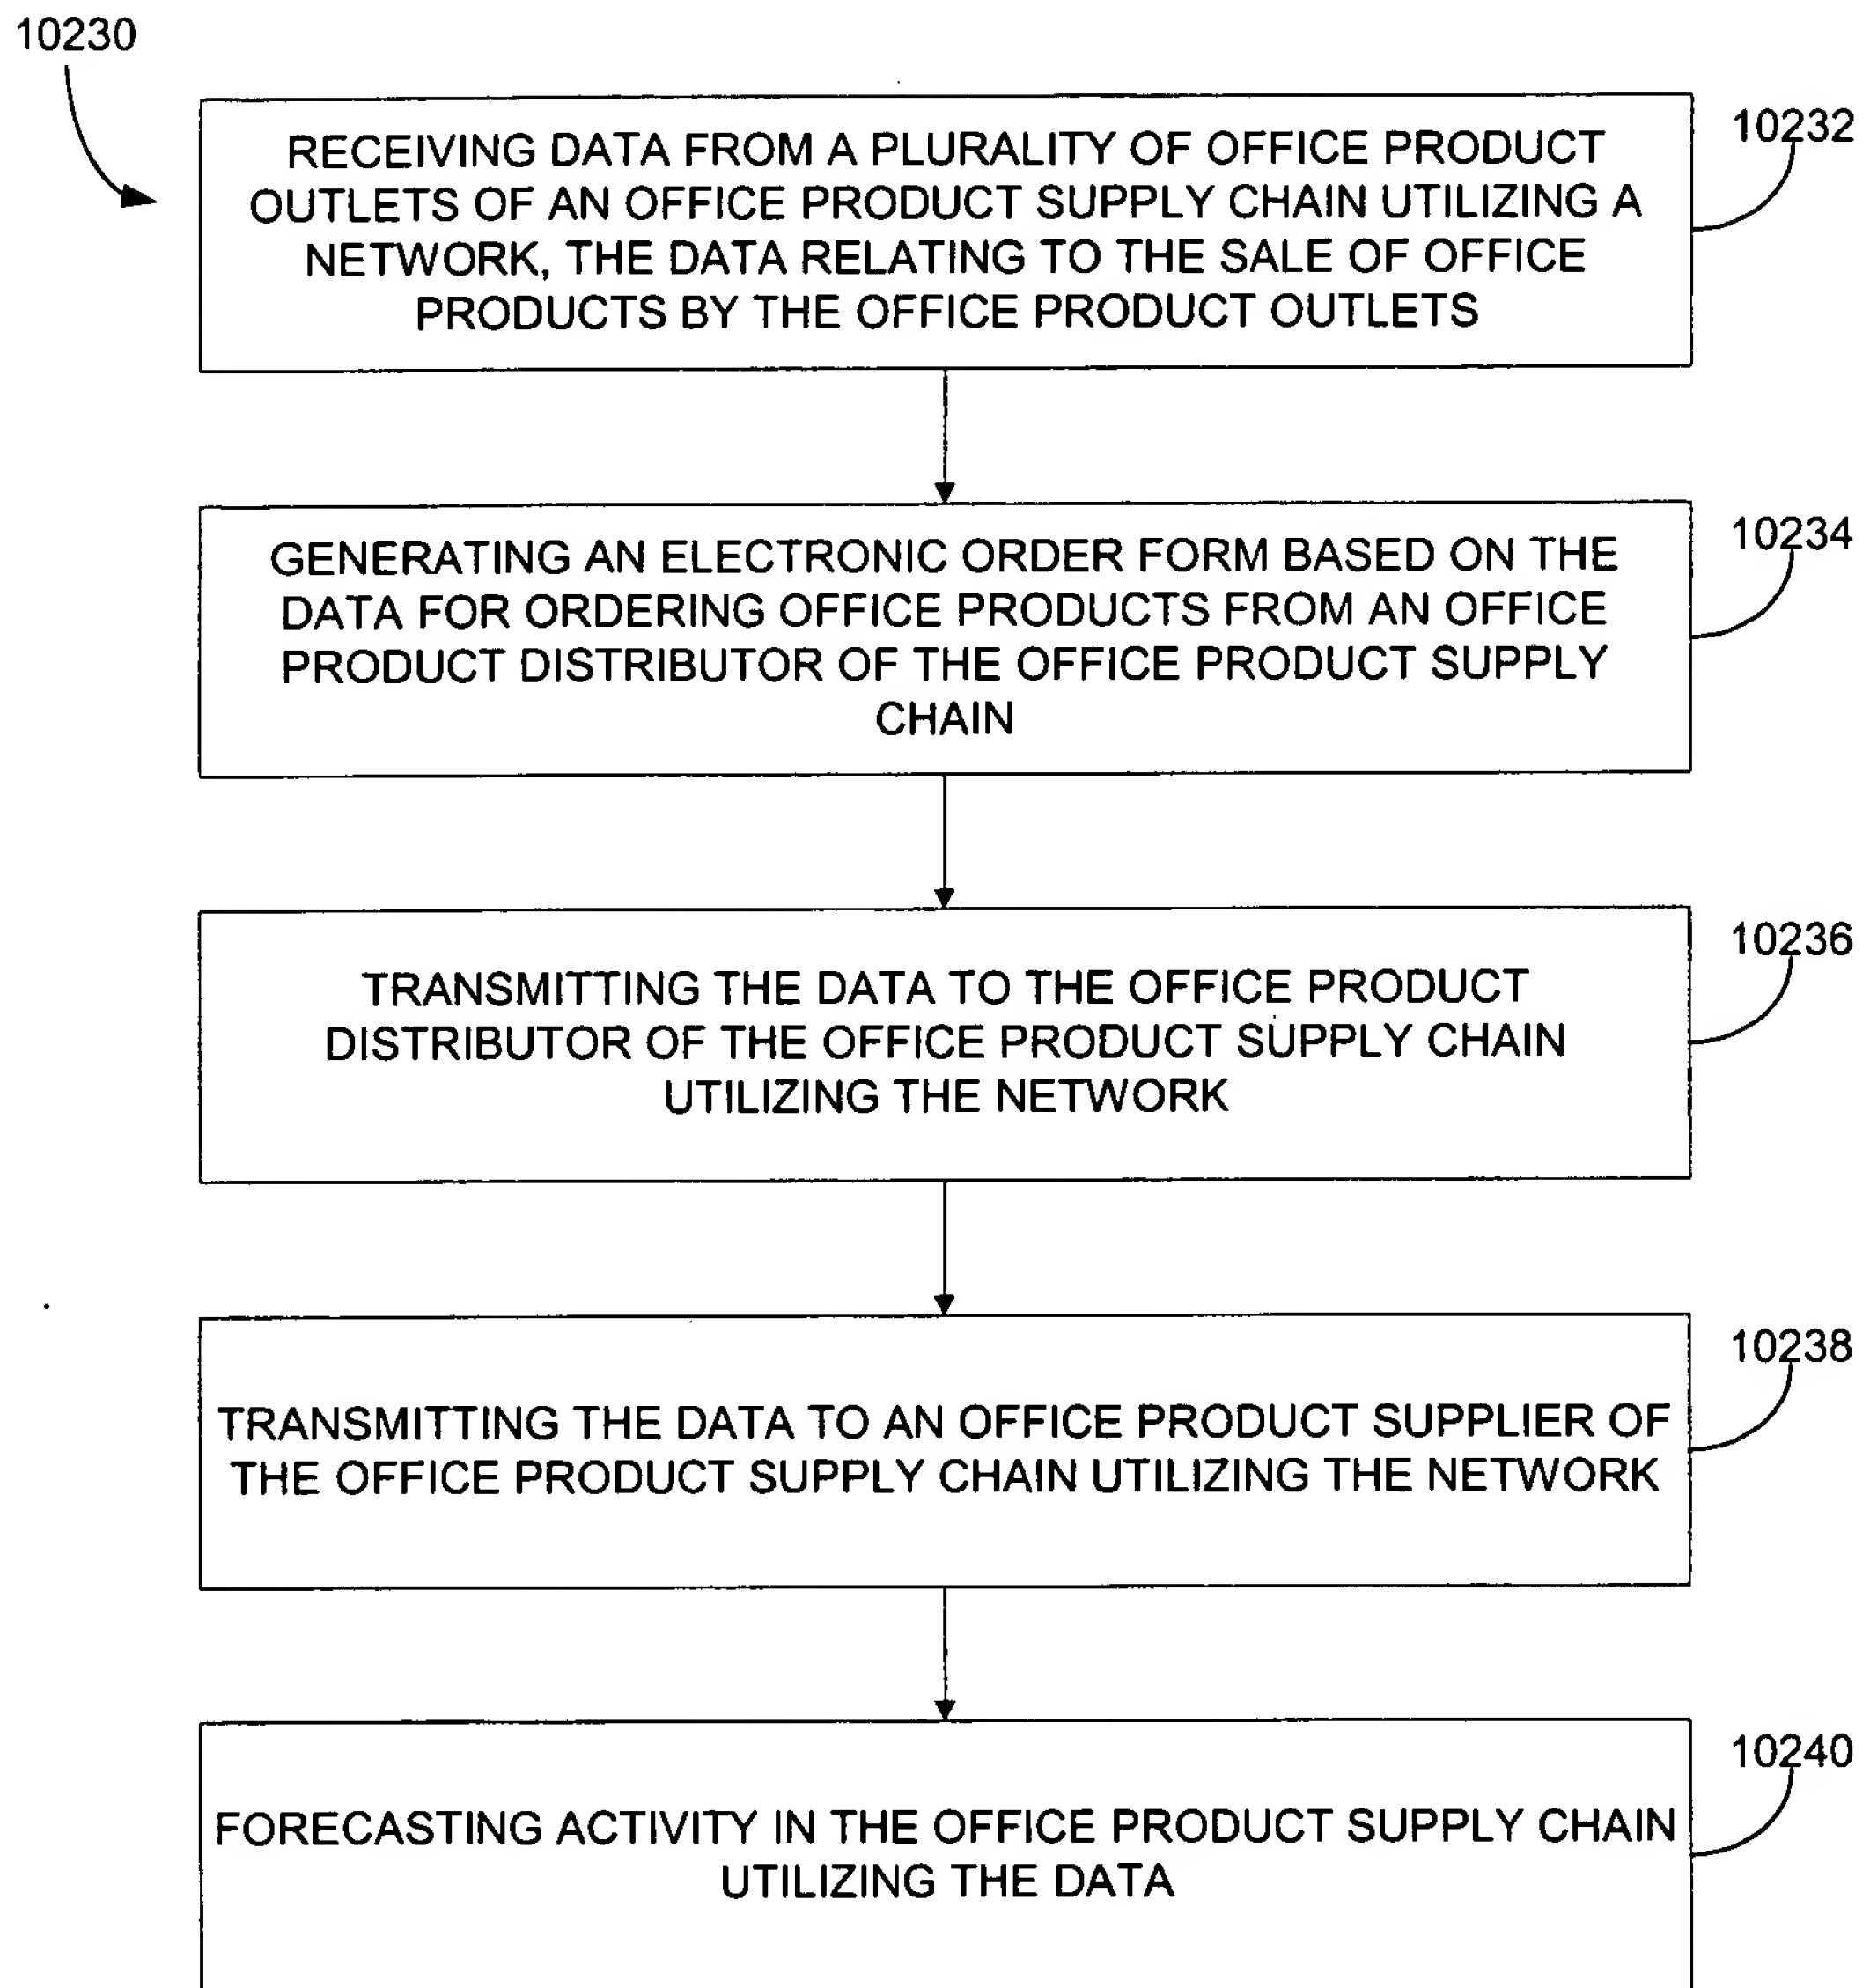 10230
10232
RECEIVING DATA FROM A PLURALITY OF OFFICE PRODUCT
OUTLETS OF AN OFFICE PRODUCT SUPPLY CHAIN UTILIZING A
NETWORK, THE DATA RELATING TO THE SALE OF OFFICE
PRODUCTS BY THE OFFICE PRODUCT OUTLETS
10234
GENERATING AN ELECTRONIC ORDER FORM BASED ON THE
DATA FOR ORDERING OFFICE PRODUCTS FROM AN OFFICE
PRODUCT DISTRIBUTOR OF THE OFFICE PRODUCT SUPPLY
CHAIN
10236
TRANSMITTING THE DATA TO THE OFFICE PRODUCT
DISTRIBUTOR OF THE OFFICE PRODUCT SUPPLY CHAIN
UTILIZING THE NETWORK
10238
TRANSMITTING THE DATA TO AN OFFICE PRODUCT SUPPLIER OF
THE OFFICE PRODUCT SUPPLY CHAIN UTILIZING THE NETWORK
10240
FORECASTING ACTIVITY IN THE OFFICE PRODUCT SUPPLY CHAIN
UTILIZING THE DATA